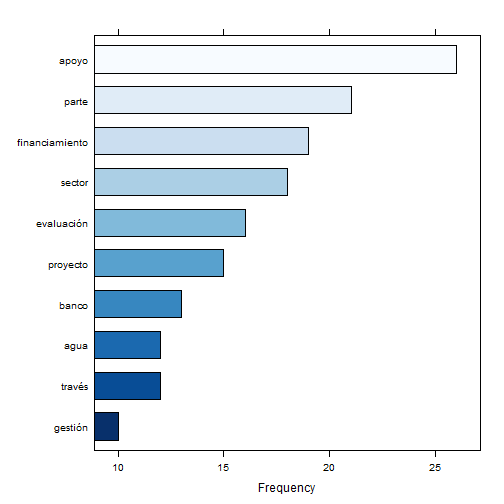 apoyo
parte
financiamiento
sector
evaluación
proyecto
banco
agua
través
gestión
10 15 20 25
Frequency